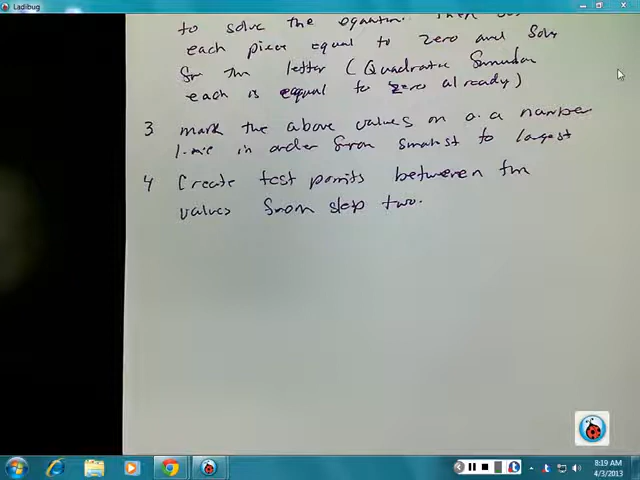 Ladibug
to solve the equation. Then
each piece equal to zero and solve
for the letter (Quadratic Formula
each is equal to zero already)
3 mark the above values on a a number
line in order from smallest to largest
4 Create test points between the
values from step two.
8:19 AM
4/3/2013